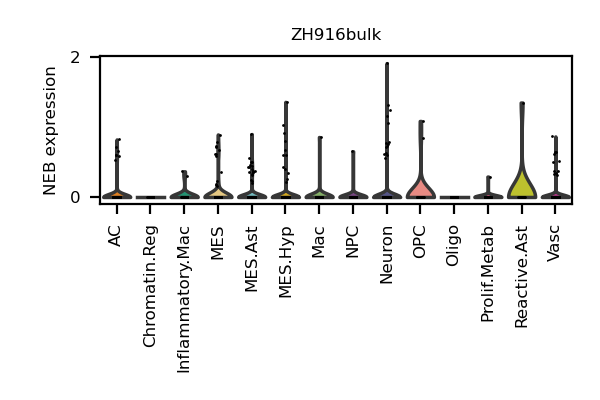 ZH916bulk
NEB expression
2
0
AC
Chromatin.Reg
Inflammatory.Mac
MES
MES.Ast
MES.Hyp
Mac
NPC
Neuron
OPC
Oligo
Prolif.Metab
Reactive.Ast
Vasc